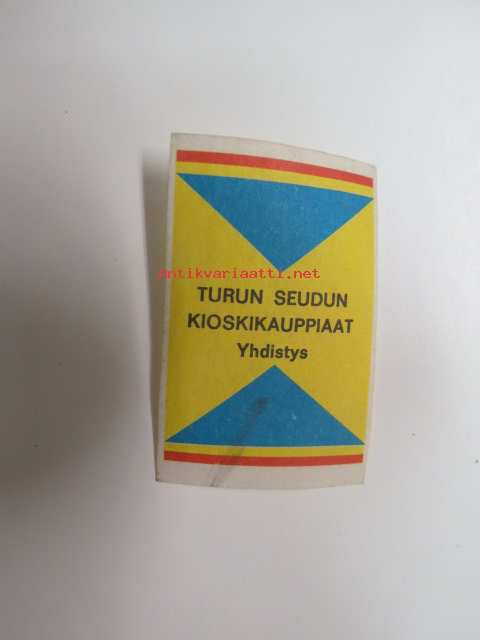 antikvariaatti.net
TURUN SEUDUN
KIOSKIKAUPPIAAT
Yhdistys